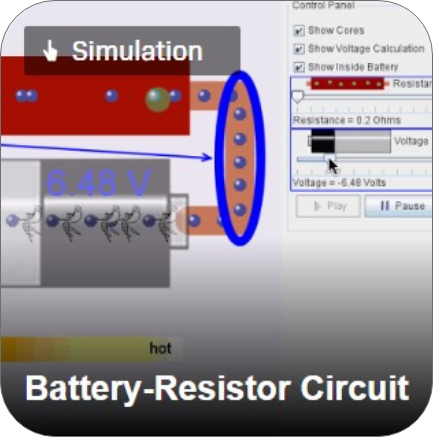 Control Panel
Simulation
Show Cores
Show Voltage Calculation
Show Inside Battery
Resistance = 0.2 Ohms
Voltage
6.48 V
Voltage = -6.48 Volts
Play
Pause
hot
Battery-Resistor Circuit